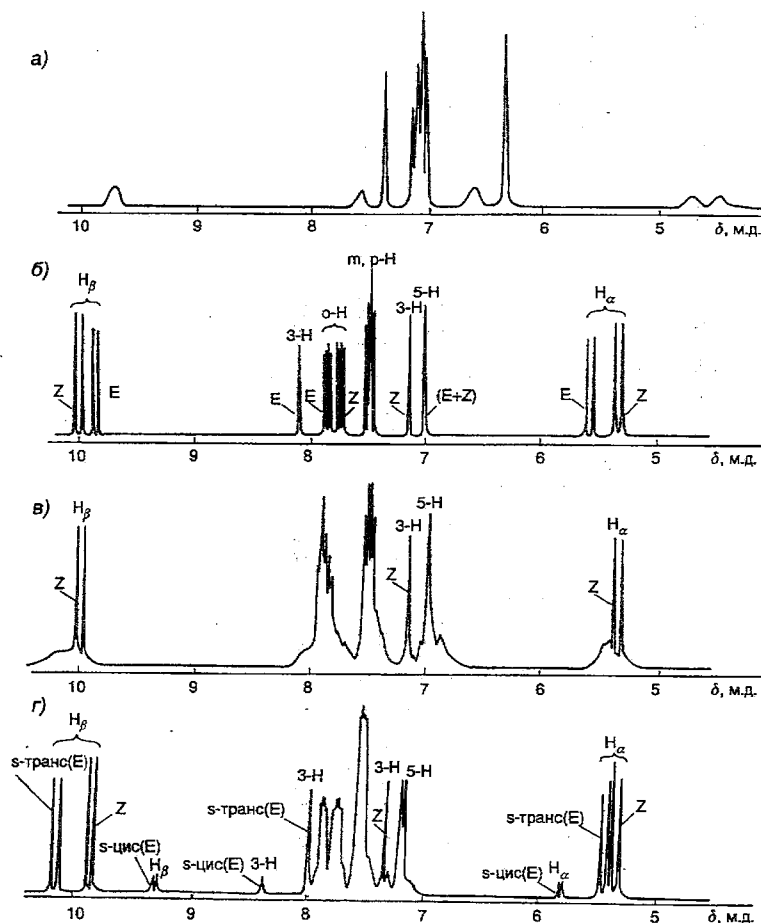 а)
10 9 8 7 6 5
δ, м.д.
б)
Hβ
m, p-H
5-H
3-H
Hα
o-H
3-H
Z
E
E
E
Z
Z
(E+Z)
E
Z
10 9 8 7 6 5
δ, м.д.
в)
Hβ
5-H
3-H
Hα
Z
Z
Z
10 9 8 7 6 5
δ, м.д.
г)
Hβ
s-транс(E)
3-H
3-H
5-H
Hα
s-транс(E)
Z
Z
s-транс(E)
Z
s-цис(E)
Hβ
s-цис(E)
3-H
s-цис(E)
Hα
10 9 8 7 6 5
δ, м.д.